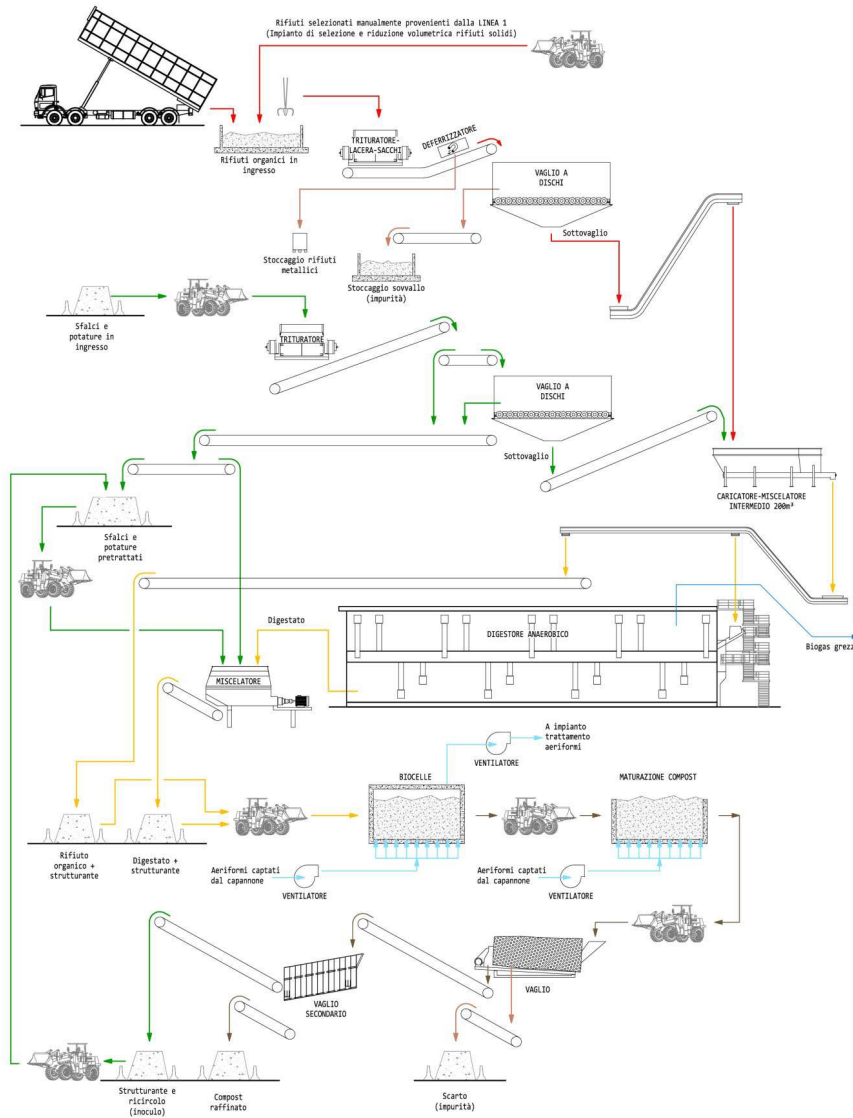 Rifiuti selezionati manualmente provenienti dalla LINEA 1
(Impianto di selezione e riduzione volumetrica rifiuti solidi)
TRITURATORE-
LACERA-SACCHI
DEFERRIZZATORE
Rifiuti organici in
ingresso
VAGLIO A
DISCHI
Sottovaglio
Stoccaggio rifiuti
metallici
Stoccaggio sovvallo
(impurità)
Sfalci e
potature in
ingresso
TRITURATORE
VAGLIO A
DISCHI
Sottovaglio
CARICATORE-MISCELATORE
INTERMEDIO 200m³
Sfalci e
potature
pretrattati
Digestato
DIGESTORE ANAEROBICO
Biogas grezz
MISCELATORE
A impianto
trattamento
aeriformi
VENTILATORE
BIOCELLE
MATURAZIONE COMPOST
Rifiuto
organico +
strutturante
Digestato +
strutturante
Aeriformi captati
dal capannone
VENTILATORE
Aeriformi captati
dal capannone
VENTILATORE
VAGLIO
SECONDARIO
VAGLIO
Strutturante e
ricircolo
(inoculo)
Compost
raffinato
Scarto
(impurità)